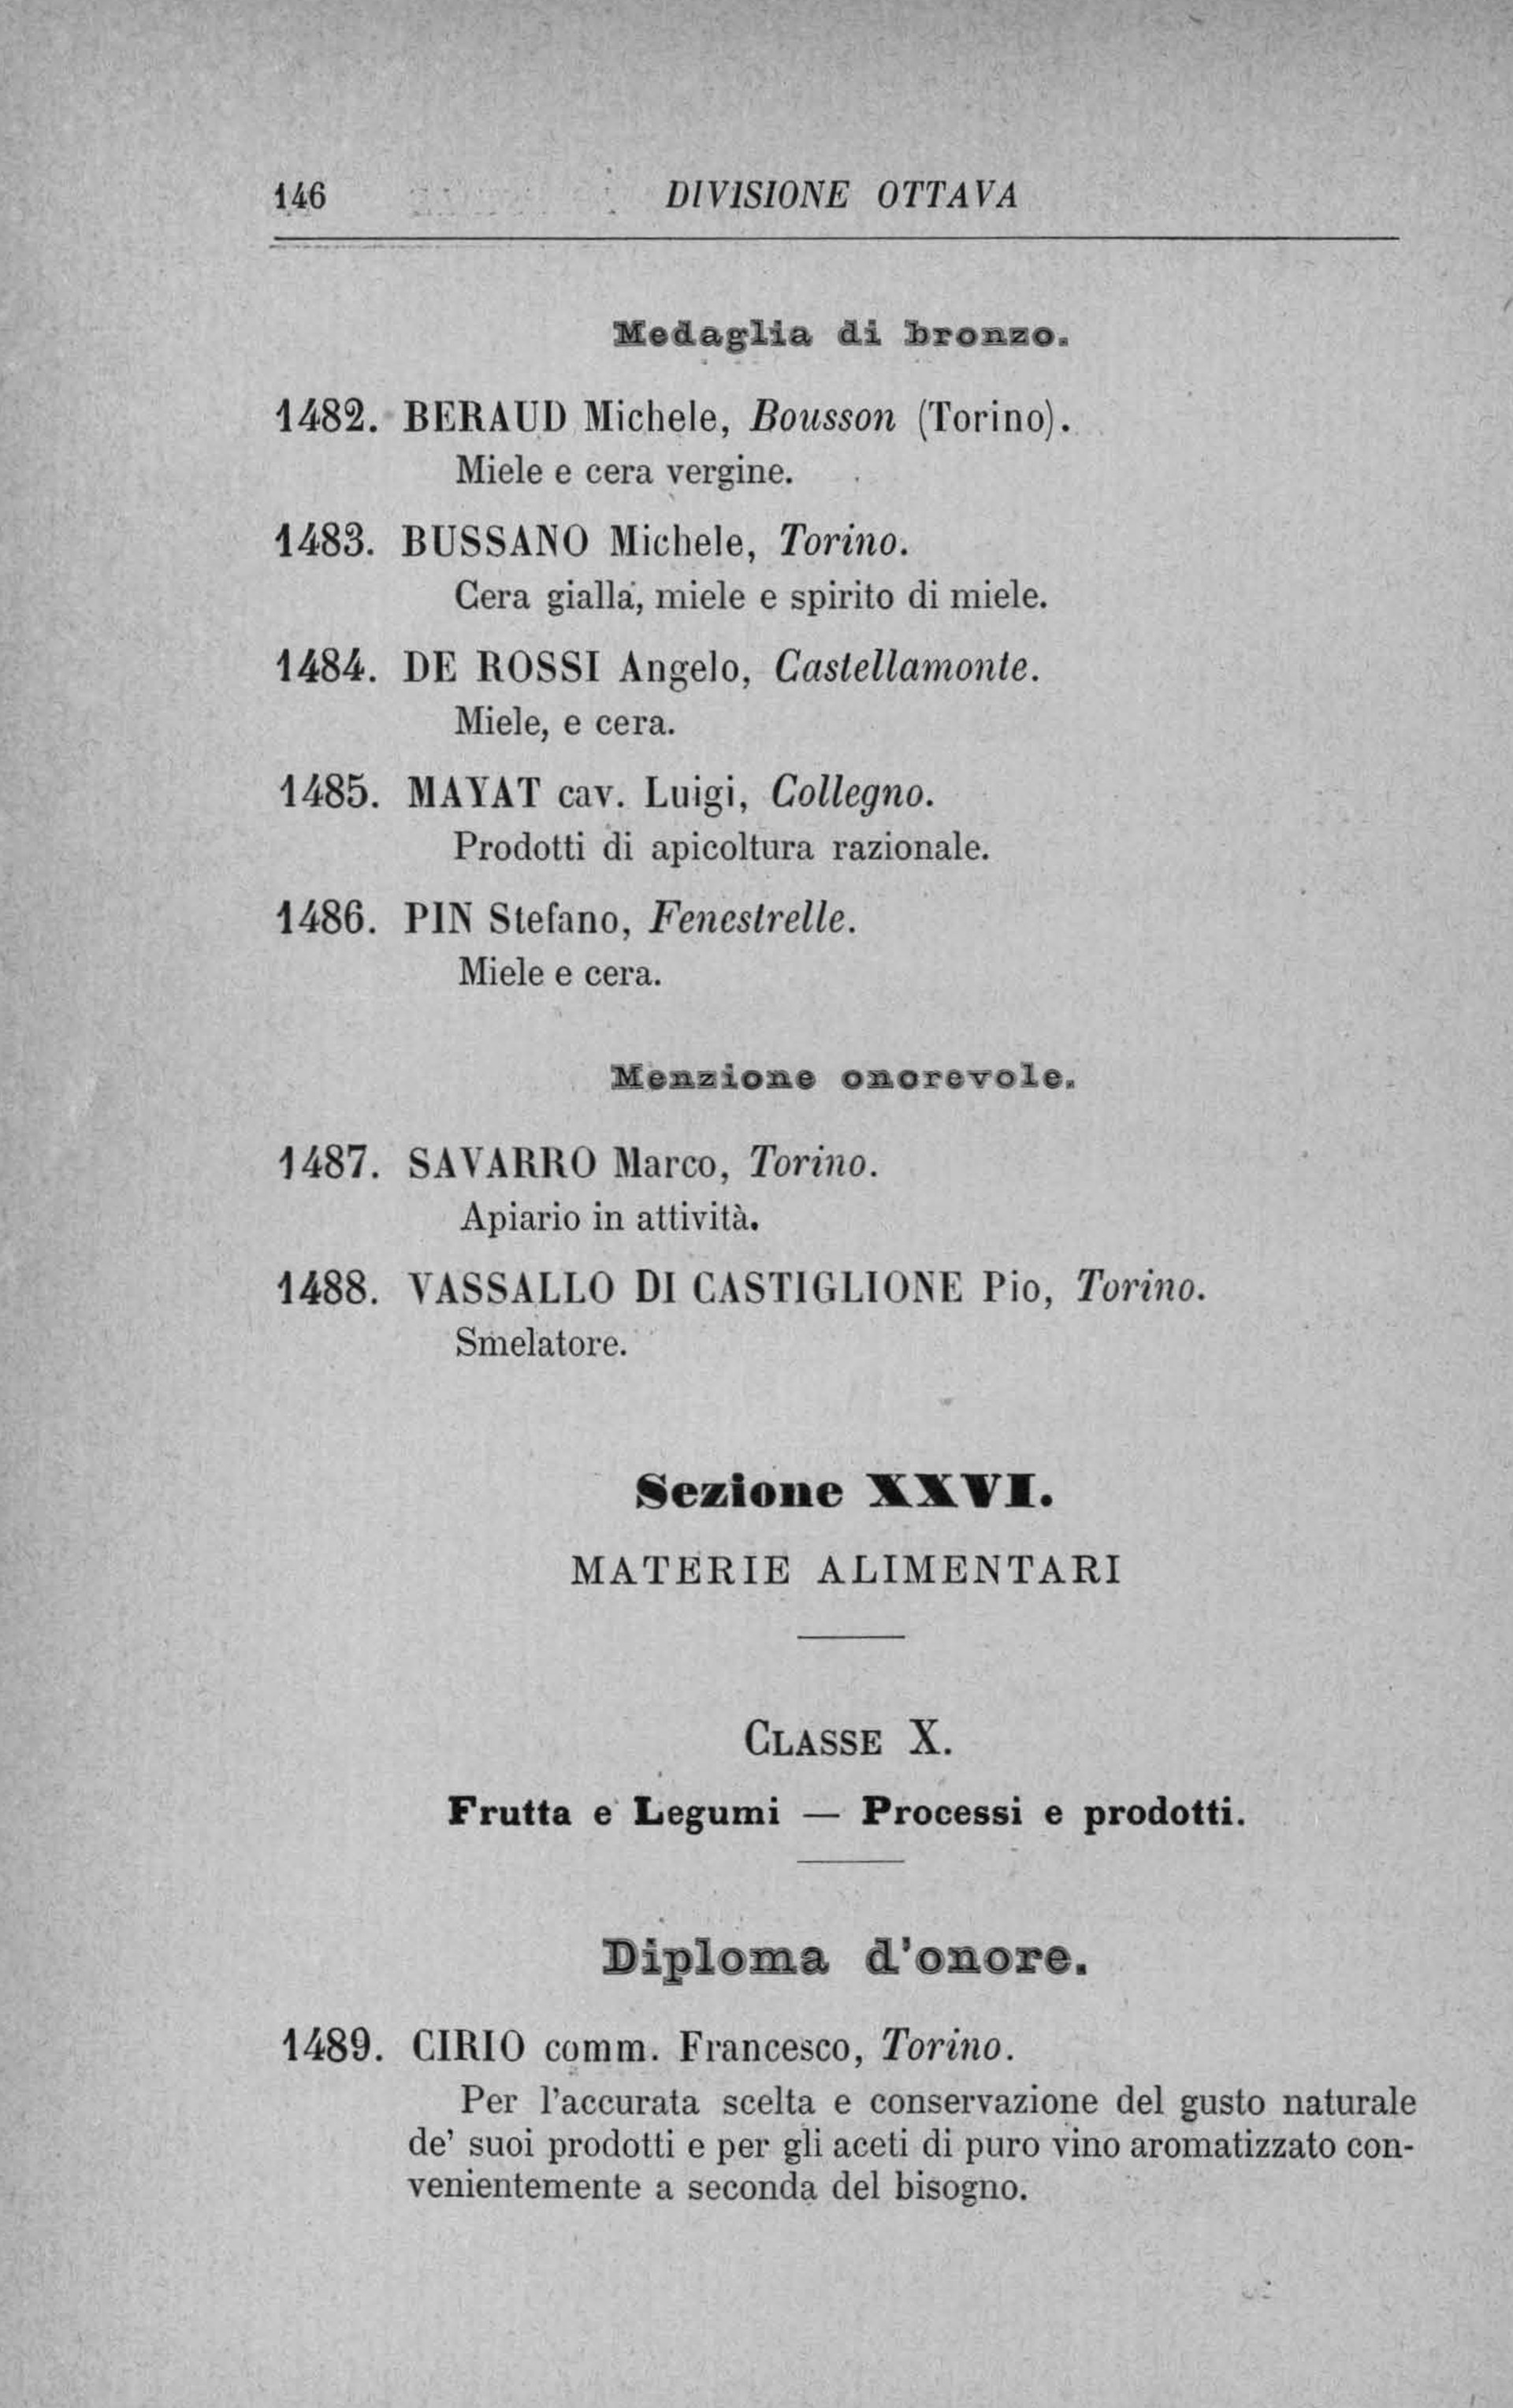 146 DIVISIONE OTTAVA
Medaglia di bronzo.
1482. BERAUD Michele, Bousson (Torino).
Miele e cera vergine.
1483. BUSSANO Michele, Torino.
Cera gialla, miele e spirito di miele.
1484. DE ROSSI Angelo, Castellamonte.
Miele, e cera.
1485. MAYAT cav. Luigi, Collegno.
Prodotti di apicoltura razionale.
1486. PIN Stefano, Fenestrelle.
Miele e cera.
Menzione onorevole.
1487. SAVARRO Marco, Torino.
Apiario in attività.
1488. VASSALLO DI CASTIGLIONE Pio, Torino.
Smelatore.
Sezione XXVI.
MATERIE ALIMENTARI
CLASSE X.
Frutta e Legumi — Processi e prodotti.
Diploma d'onore.
1489. CIRIO comm. Francesco, Torino.
Per l'accurata scelta e conservazione del gusto naturale
de' suoi prodotti e per gli aceti di puro vino aromatizzato con-
venientemente a seconda del bisogno.